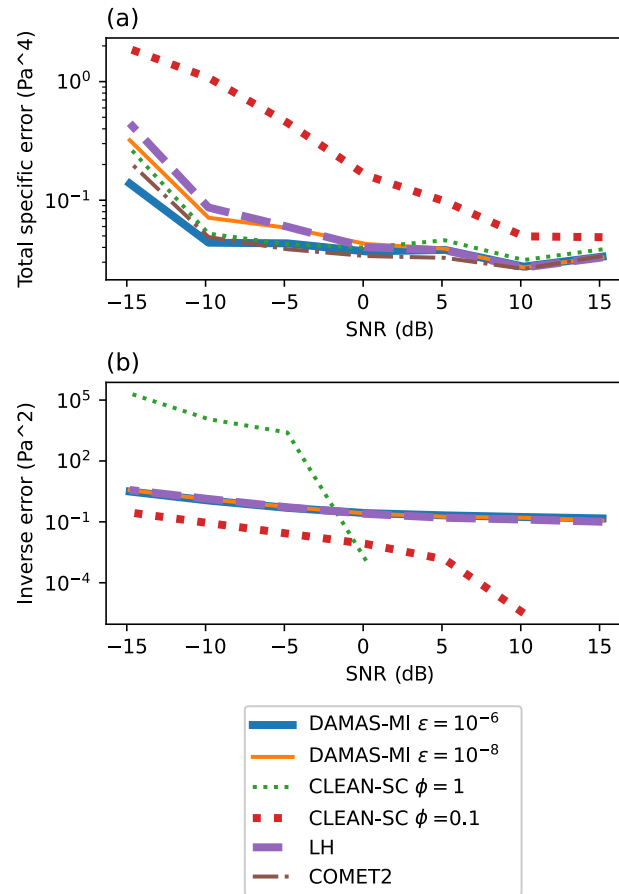 (a)
Total specific error (Pa^4)
10^0
10^−1
−15 −10 −5 0 5 10 15
SNR (dB)
(b)
Inverse error (Pa^2)
10^5
10^2
10^−1
10^−4
−15 −10 −5 0 5 10 15
SNR (dB)
DAMAS-MI ε = 10^−6
DAMAS-MI ε = 10^−8
CLEAN-SC ϕ = 1
CLEAN-SC ϕ =0.1
LH
COMET2